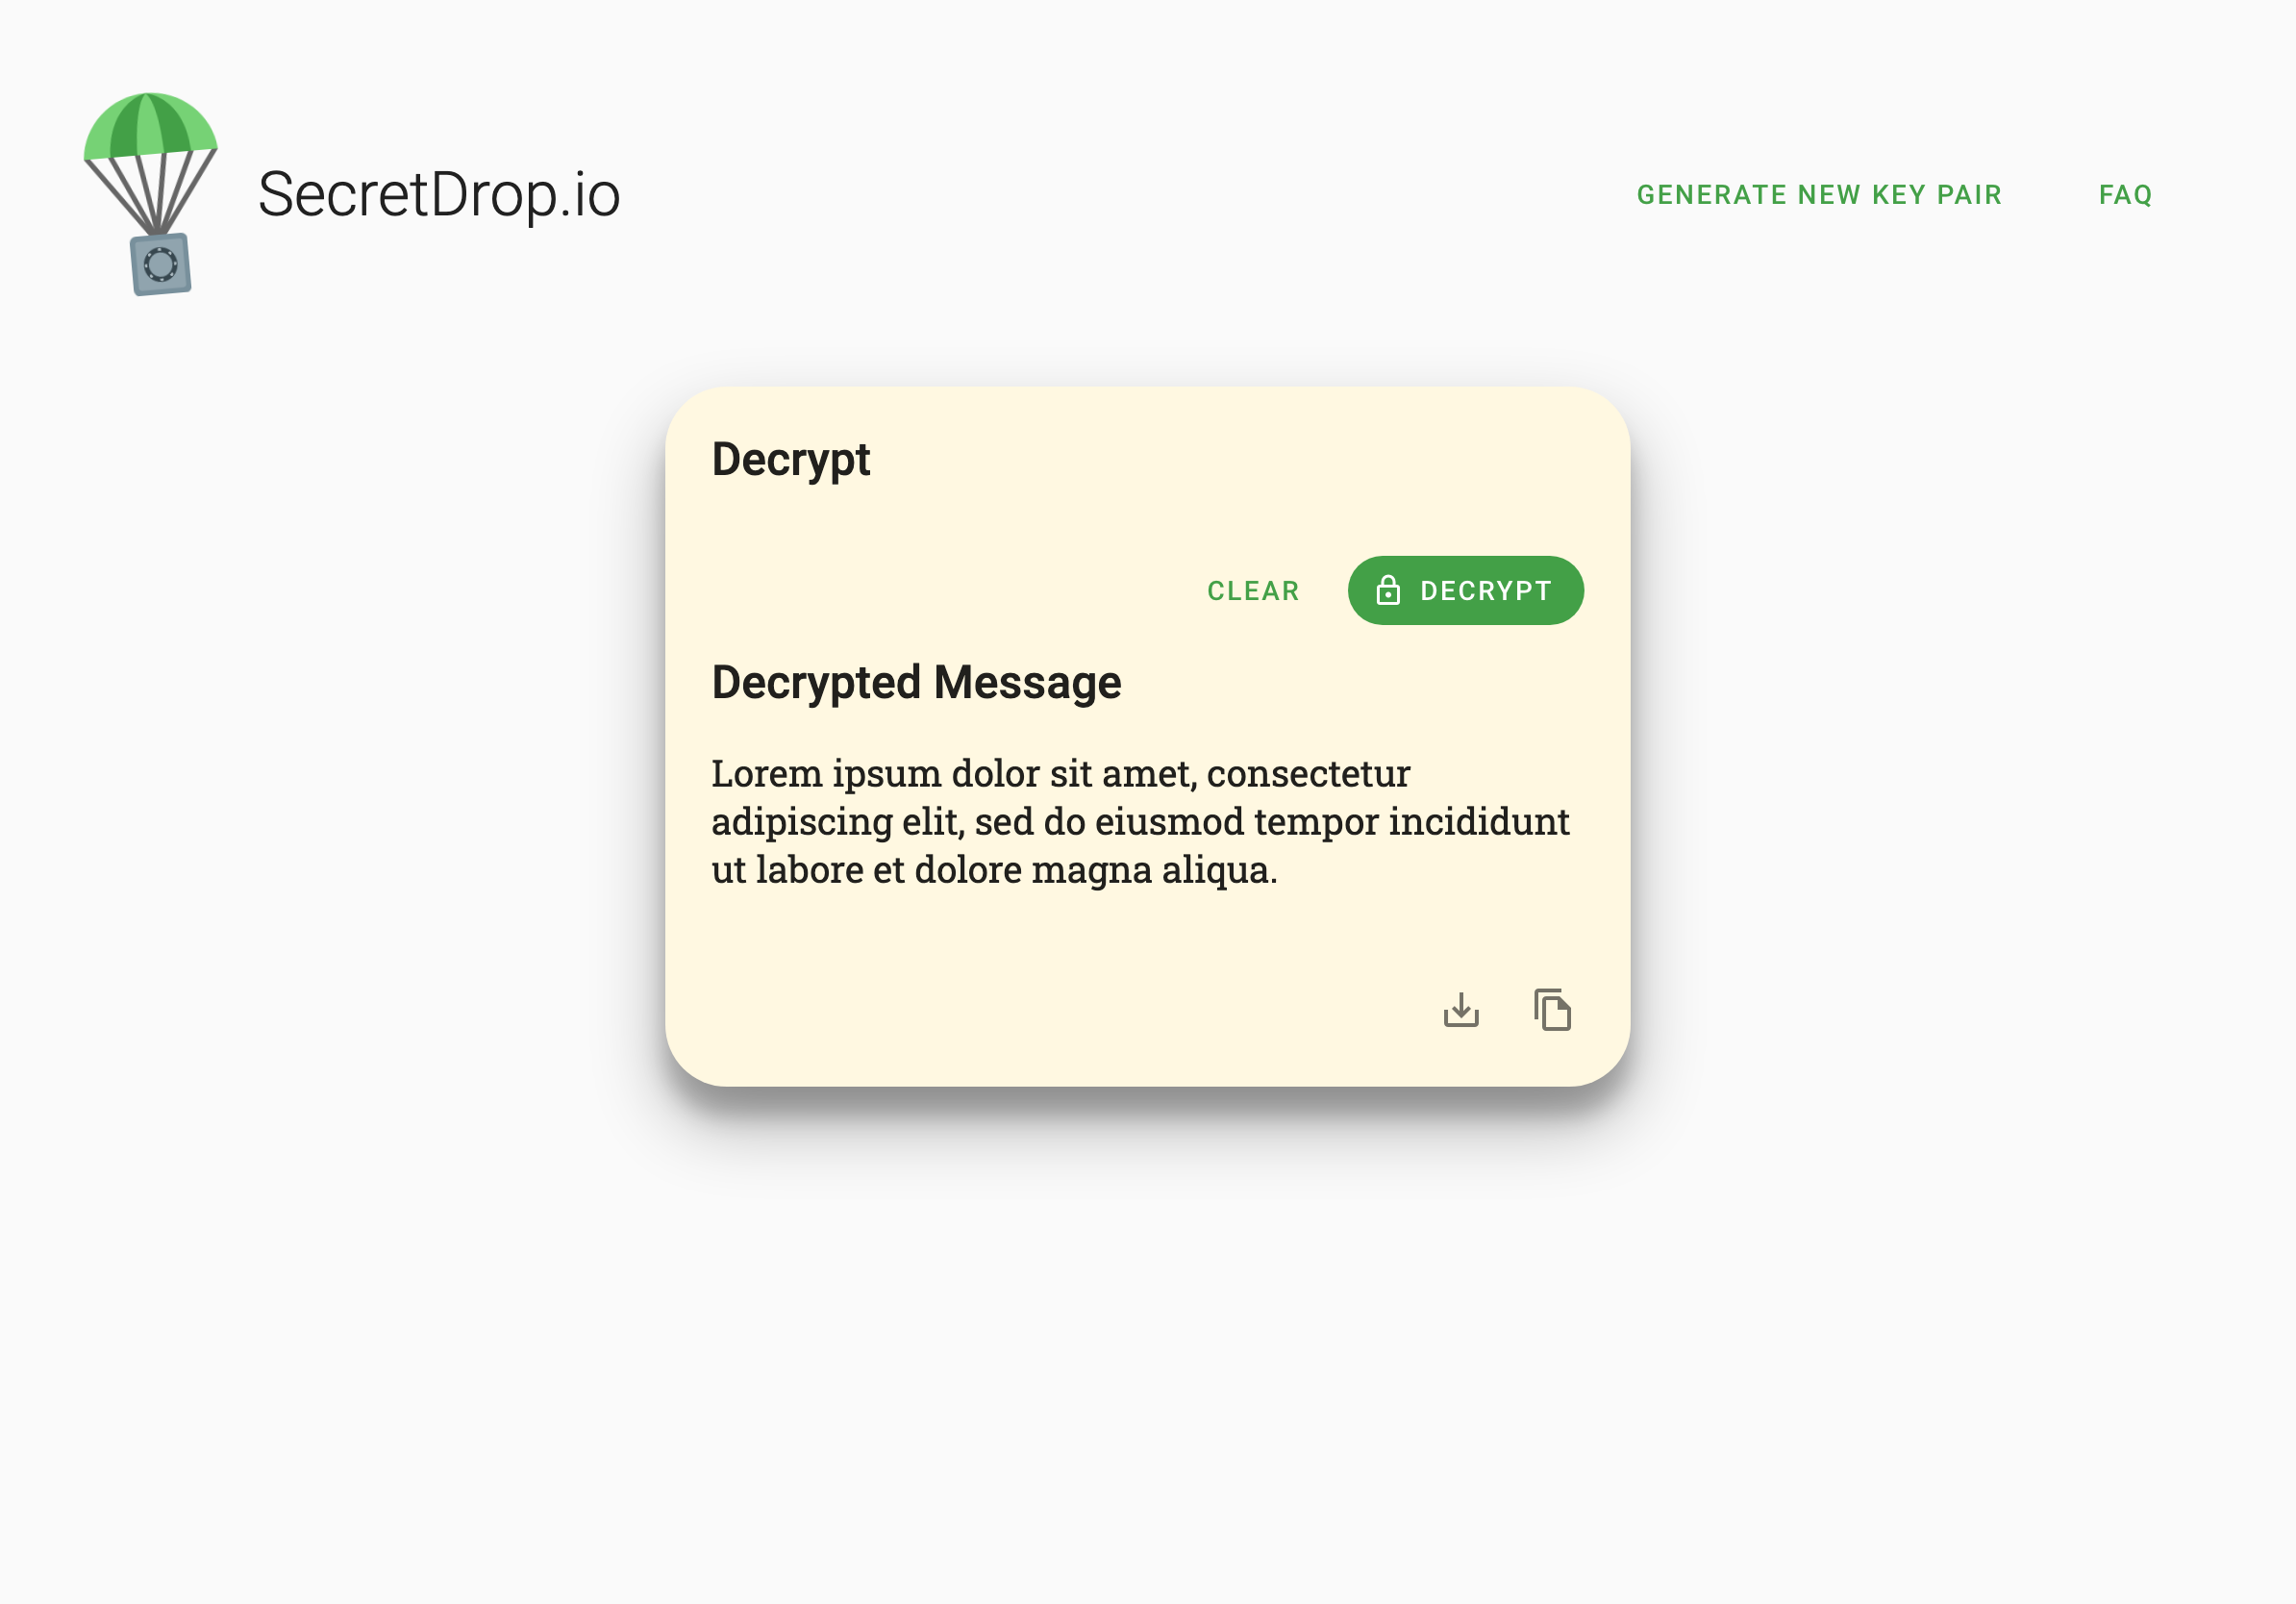 SecretDrop.io
GENERATE NEW KEY PAIR
FAQ
Decrypt
CLEAR
DECRYPT
Decrypted Message
Lorem ipsum dolor sit amet, consectetur
adipiscing elit, sed do eiusmod tempor incididunt
ut labore et dolore magna aliqua.